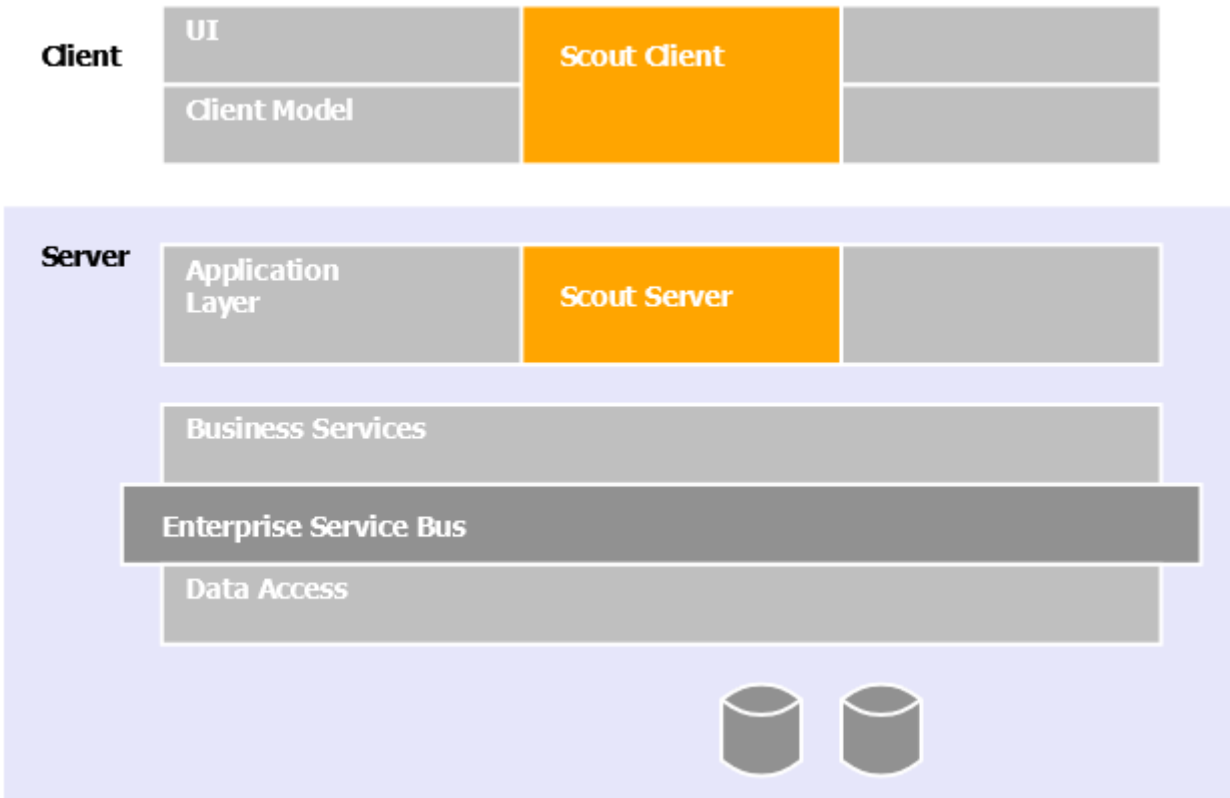 Client
UI
Scout Client
Client Model
Server
Application
Layer
Scout Server
Business Services
Enterprise Service Bus
Data Access